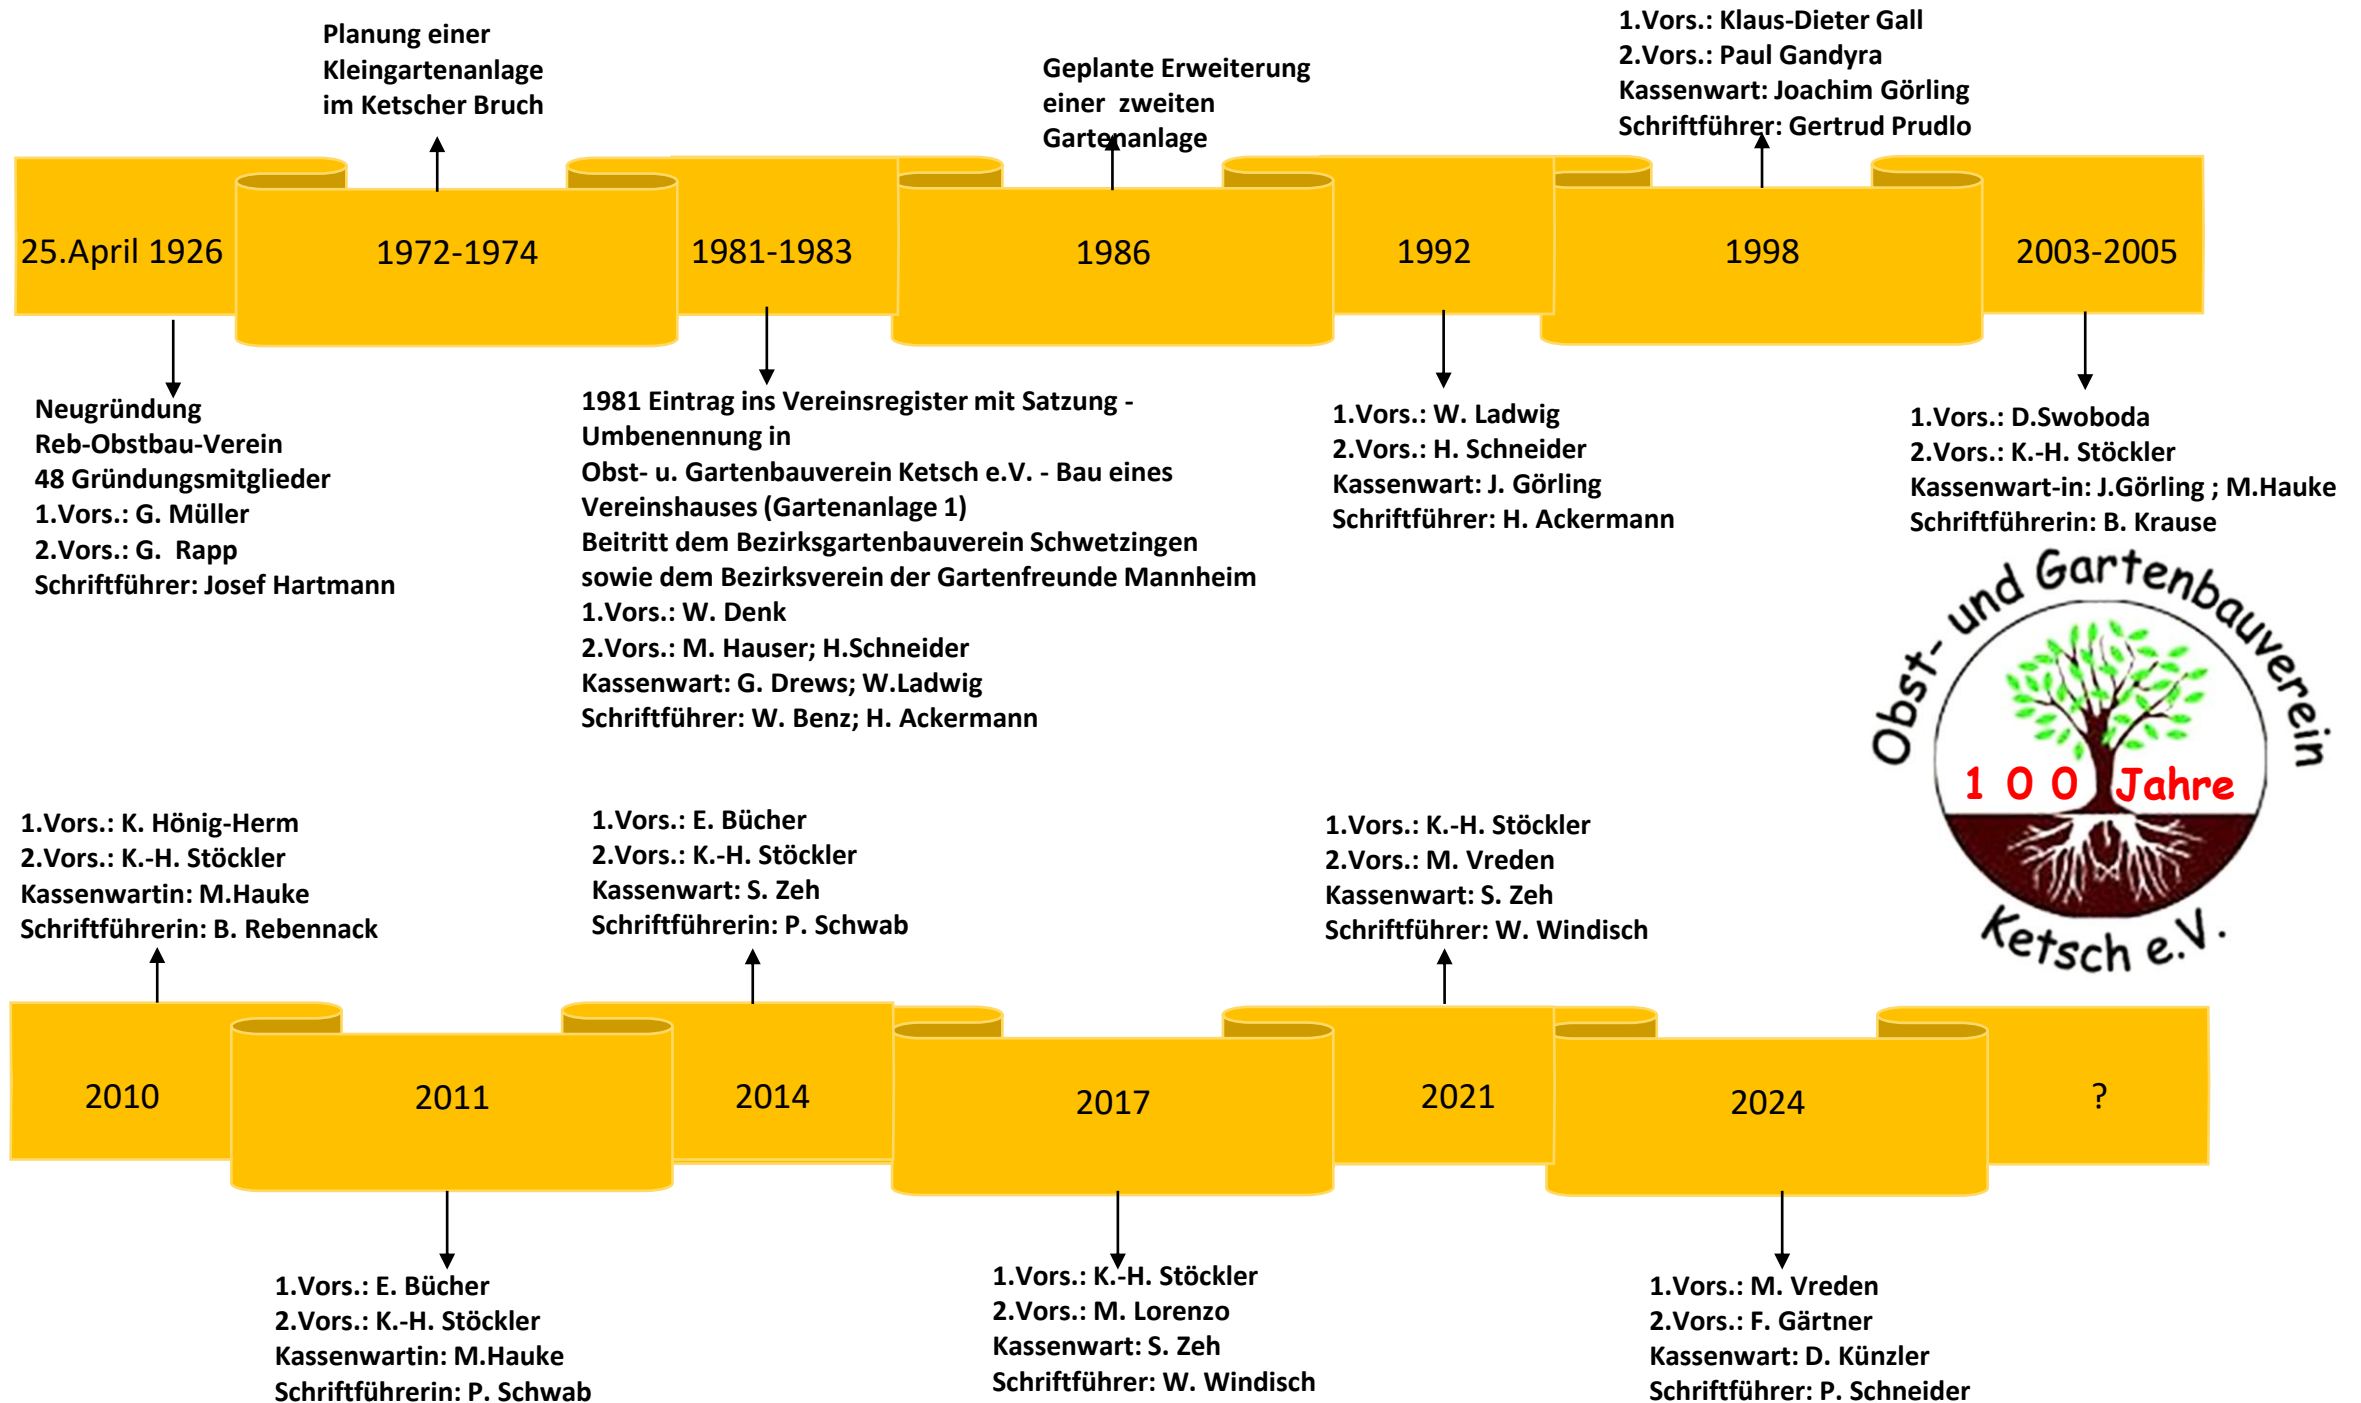 Planung einer
Kleingartenanlage
im Ketscher Bruch
Geplante Erweiterung
einer zweiten
Gartenanlage
1.Vors.: Klaus-Dieter Gall
2.Vors.: Paul Gandyra
Kassenwart: Joachim Görling
Schriftführer: Gertrud Prudlo
25.April 1926
1972-1974
1981-1983
1986
1992
1998
2003-2005
Neugründung
Reb-Obstbau-Verein
48 Gründungsmitglieder
1.Vors.: G. Müller
2.Vors.: G. Rapp
Schriftführer: Josef Hartmann
1981 Eintrag ins Vereinsregister mit Satzung -
Umbenennung in
Obst- u. Gartenbauverein Ketsch e.V. - Bau eines
Vereinshauses (Gartenanlage 1)
Beitritt dem Bezirksgartenbauverein Schwetzingen
sowie dem Bezirksverein der Gartenfreunde Mannheim
1.Vors.: W. Denk
2.Vors.: M. Hauser; H.Schneider
Kassenwart: G. Drews; W.Ladwig
Schriftführer: W. Benz; H. Ackermann
1.Vors.: W. Ladwig
2.Vors.: H. Schneider
Kassenwart: J. Görling
Schriftführer: H. Ackermann
1.Vors.: D.Swoboda
2.Vors.: K.-H. Stöckler
Kassenwart-in: J.Görling ; M.Hauke
Schriftführerin: B. Krause
Obst- und Gartenbauverein
100 Jahre
Ketsch e.V.
1.Vors.: K. Hönig-Herm
2.Vors.: K.-H. Stöckler
Kassenwartin: M.Hauke
Schriftführerin: B. Rebennack
1.Vors.: E. Bücher
2.Vors.: K.-H. Stöckler
Kassenwart: S. Zeh
Schriftführerin: P. Schwab
1.Vors.: K.-H. Stöckler
2.Vors.: M. Vreden
Kassenwart: S. Zeh
Schriftführer: W. Windisch
2010
2011
2014
2017
2021
2024
?
1.Vors.: E. Bücher
2.Vors.: K.-H. Stöckler
Kassenwartin: M.Hauke
Schriftführerin: P. Schwab
1.Vors.: K.-H. Stöckler
2.Vors.: M. Lorenzo
Kassenwart: S. Zeh
Schriftführer: W. Windisch
1.Vors.: M. Vreden
2.Vors.: F. Gärtner
Kassenwart: D. Künzler
Schriftführer: P. Schneider